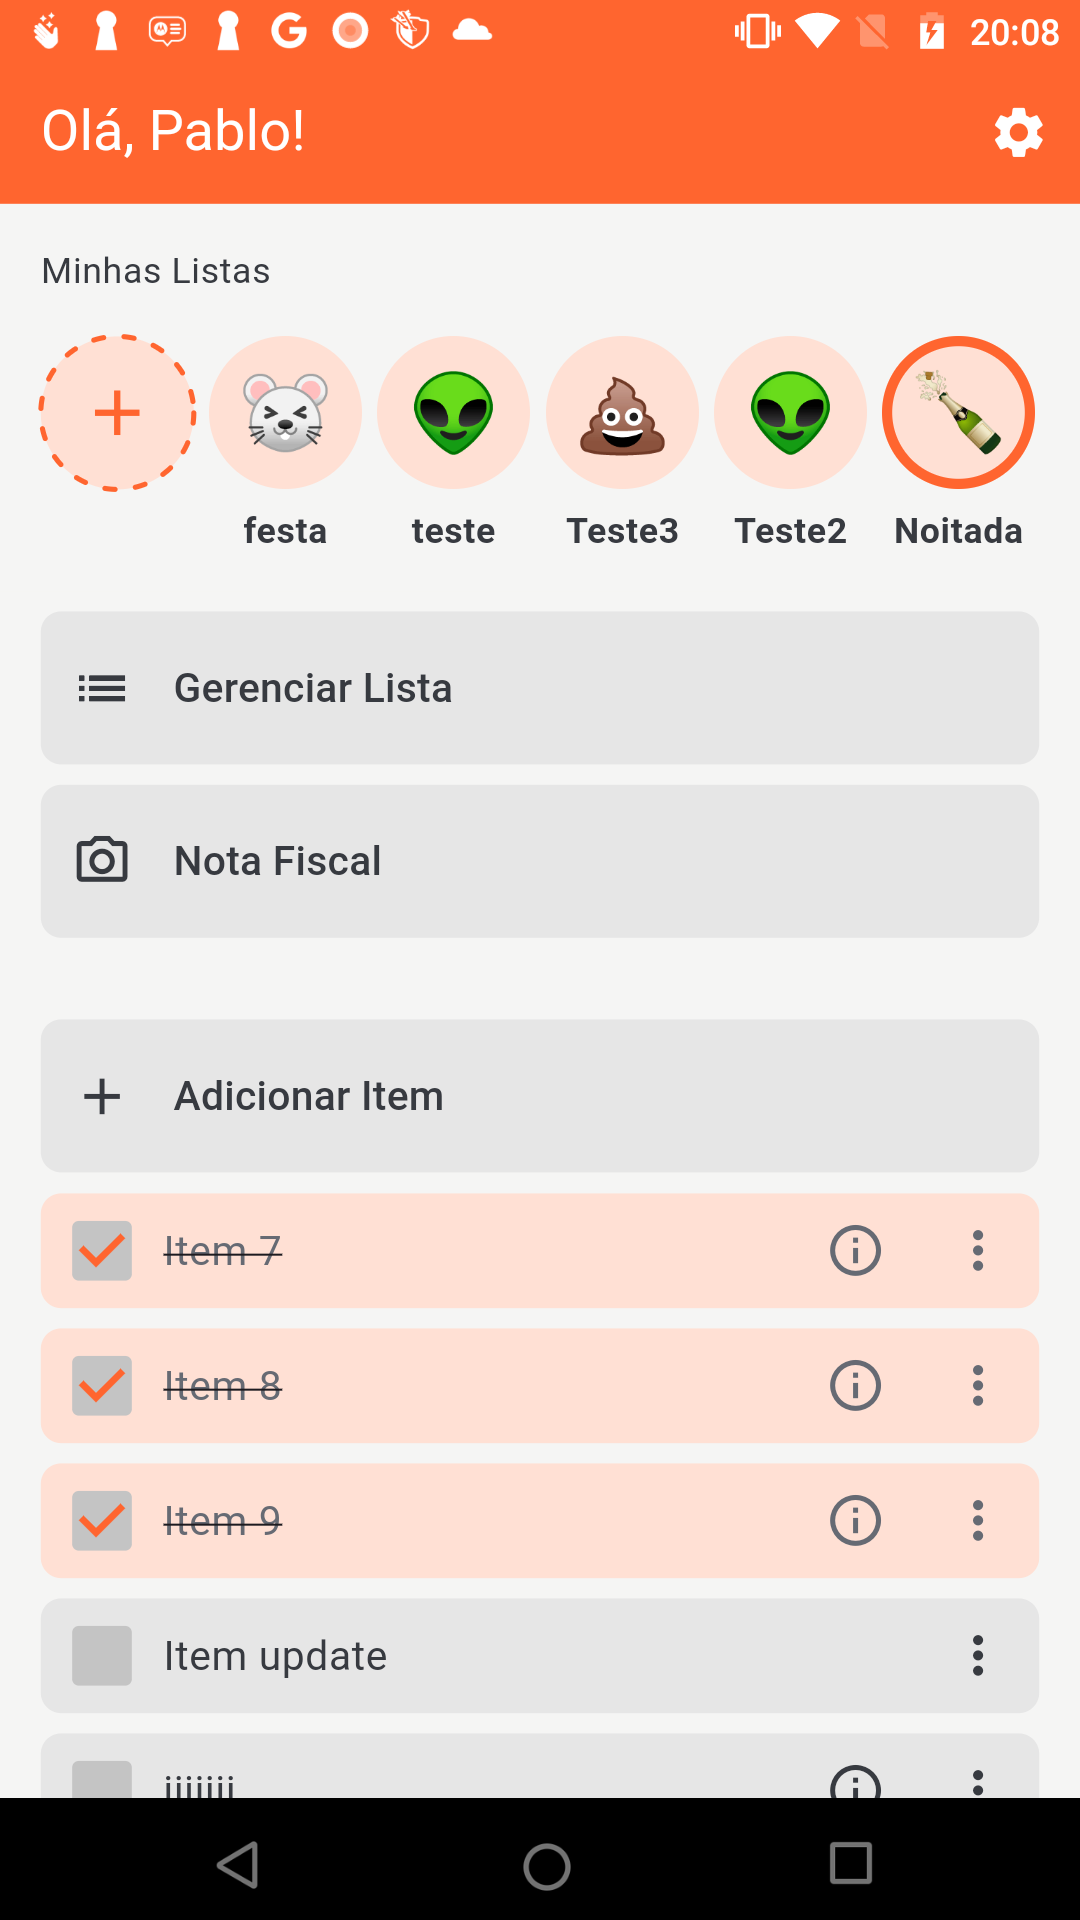 20:08
Olá, Pablo!
Minhas Listas
festa teste Teste3 Teste2 Noitada
Gerenciar Lista
Nota Fiscal
Adicionar Item
Item 7
Item 8
Item 9
Item update